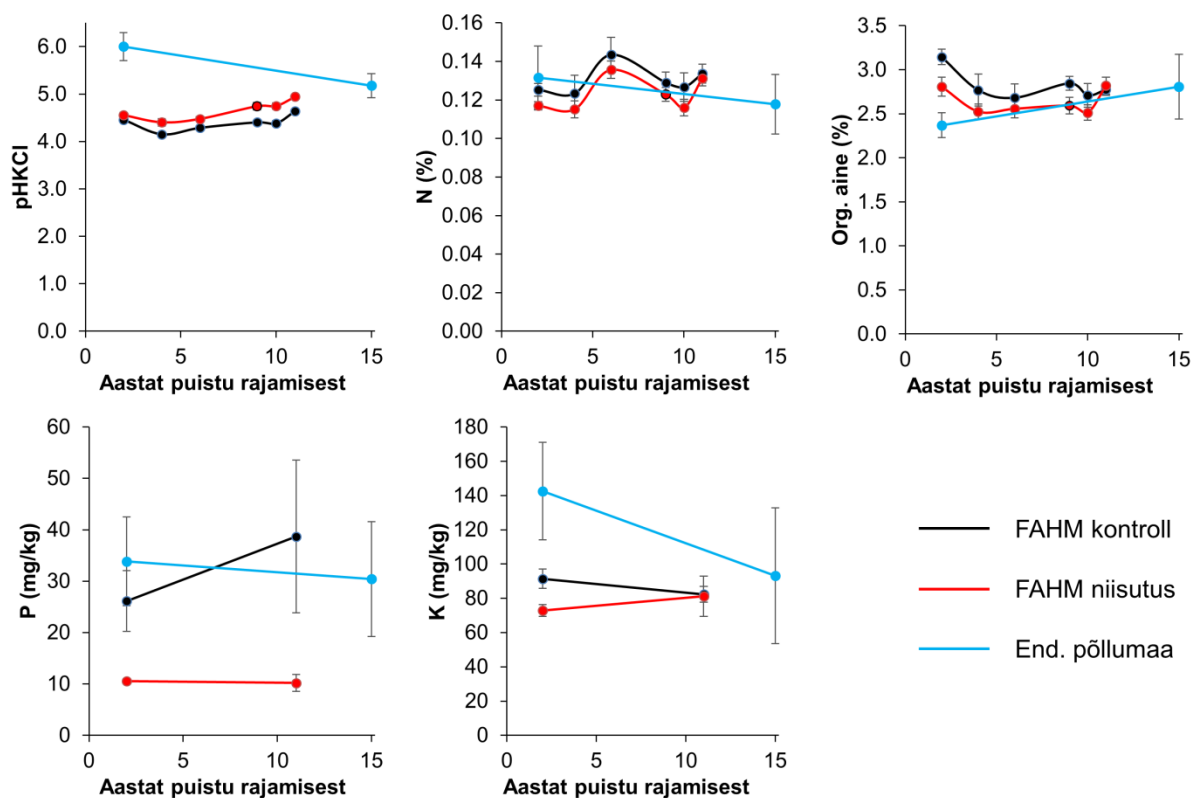 pHKCl
6.0
5.0
4.0
3.0
2.0
1.0
0.0
0 5 10 15
Aastat puistu rajamisest
N (%)
0.16
0.14
0.12
0.10
0.08
0.06
0.04
0.02
0.00
0 5 10 15
Aastat puistu rajamisest
Org. aine (%)
3.5
3.0
2.5
2.0
1.5
1.0
0.5
0.0
0 5 10 15
Aastat puistu rajamisest
P (mg/kg)
60
50
40
30
20
10
0
0 5 10 15
Aastat puistu rajamisest
K (mg/kg)
180
160
140
120
100
80
60
40
20
0
0 5 10 15
Aastat puistu rajamisest
FAHM kontroll
FAHM niisutus
End. põllumaa